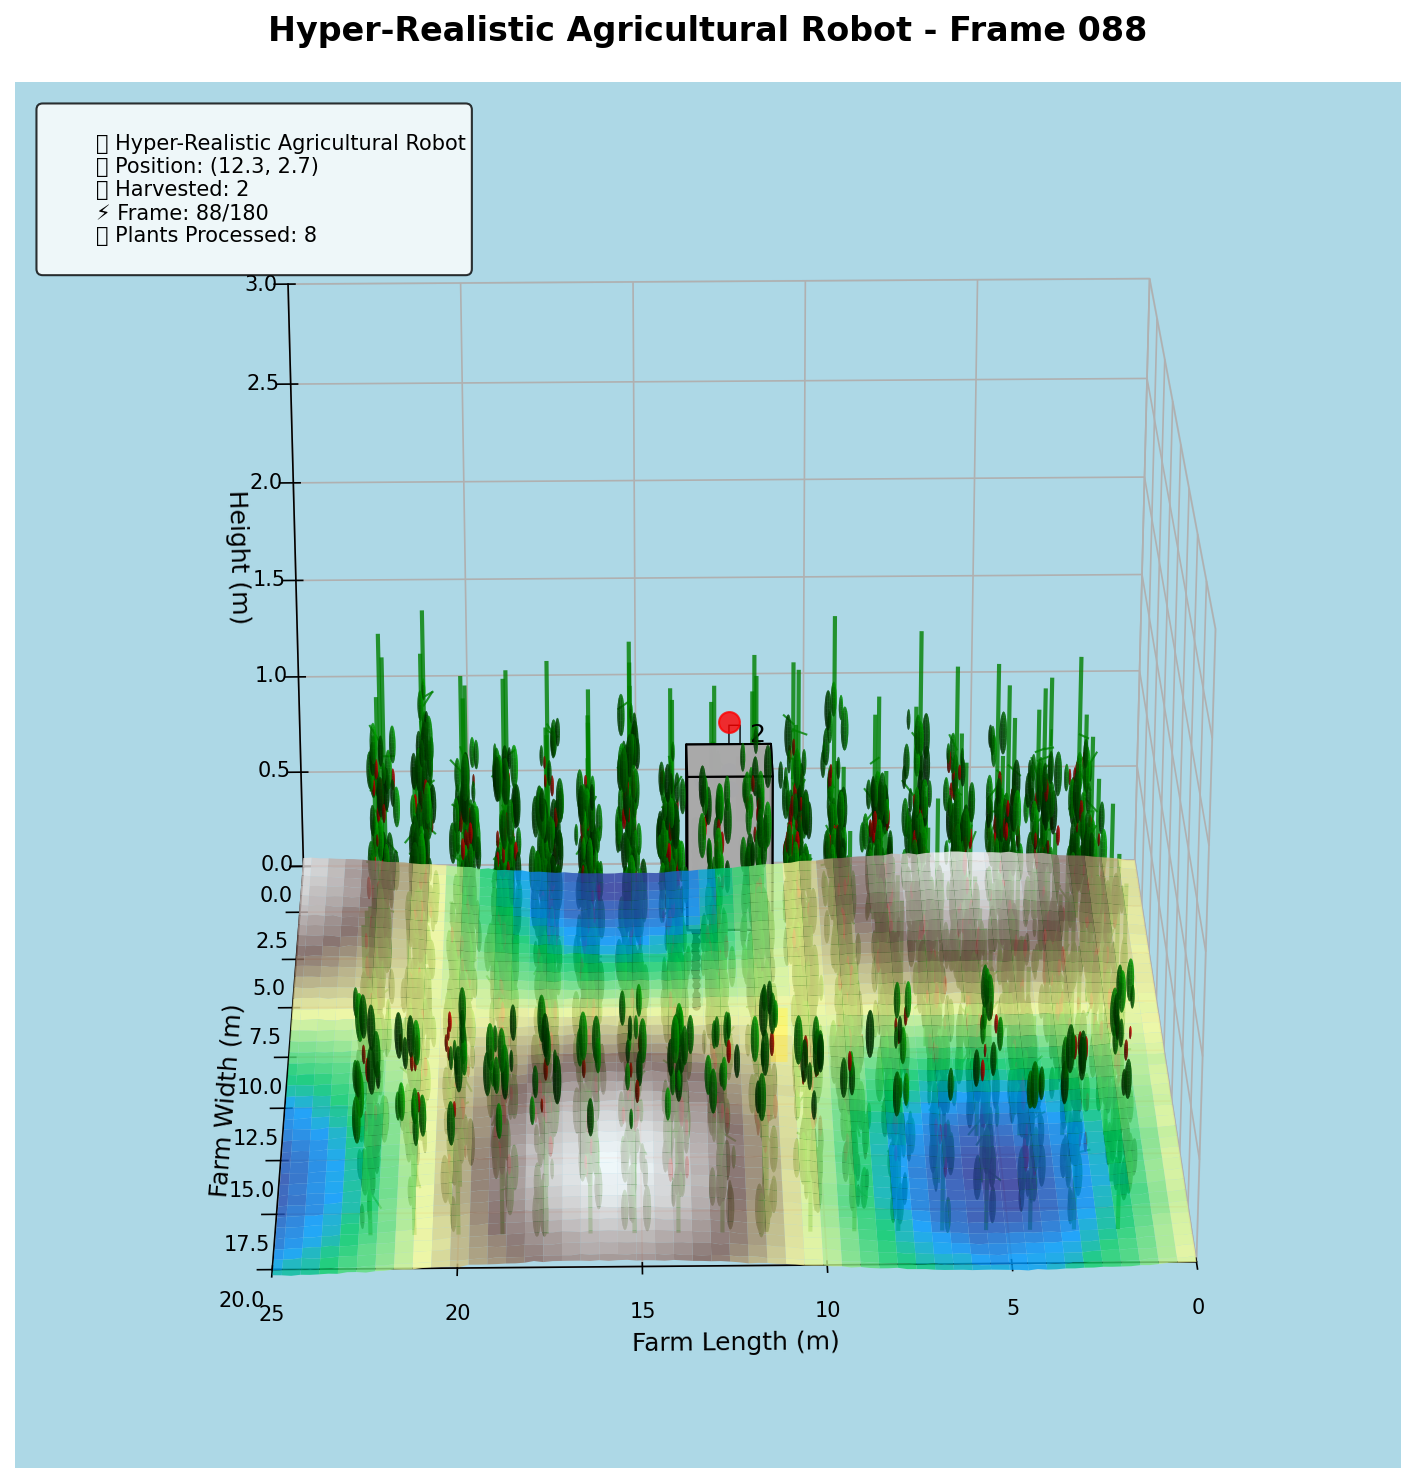 Hyper-Realistic Agricultural Robot - Frame 088
Hyper-Realistic Agricultural Robot
Position: (12.3, 2.7)
Harvested: 2
⚡ Frame: 88/180
Plants Processed: 8
3.0
2.5
2.0
1.5
1.0
0.5
0.0
Height (m)
2
0.0
2.5
5.0
7.5
10.0
12.5
15.0
17.5
20.0
Farm Width (m)
25
20
15
10
5
0
Farm Length (m)